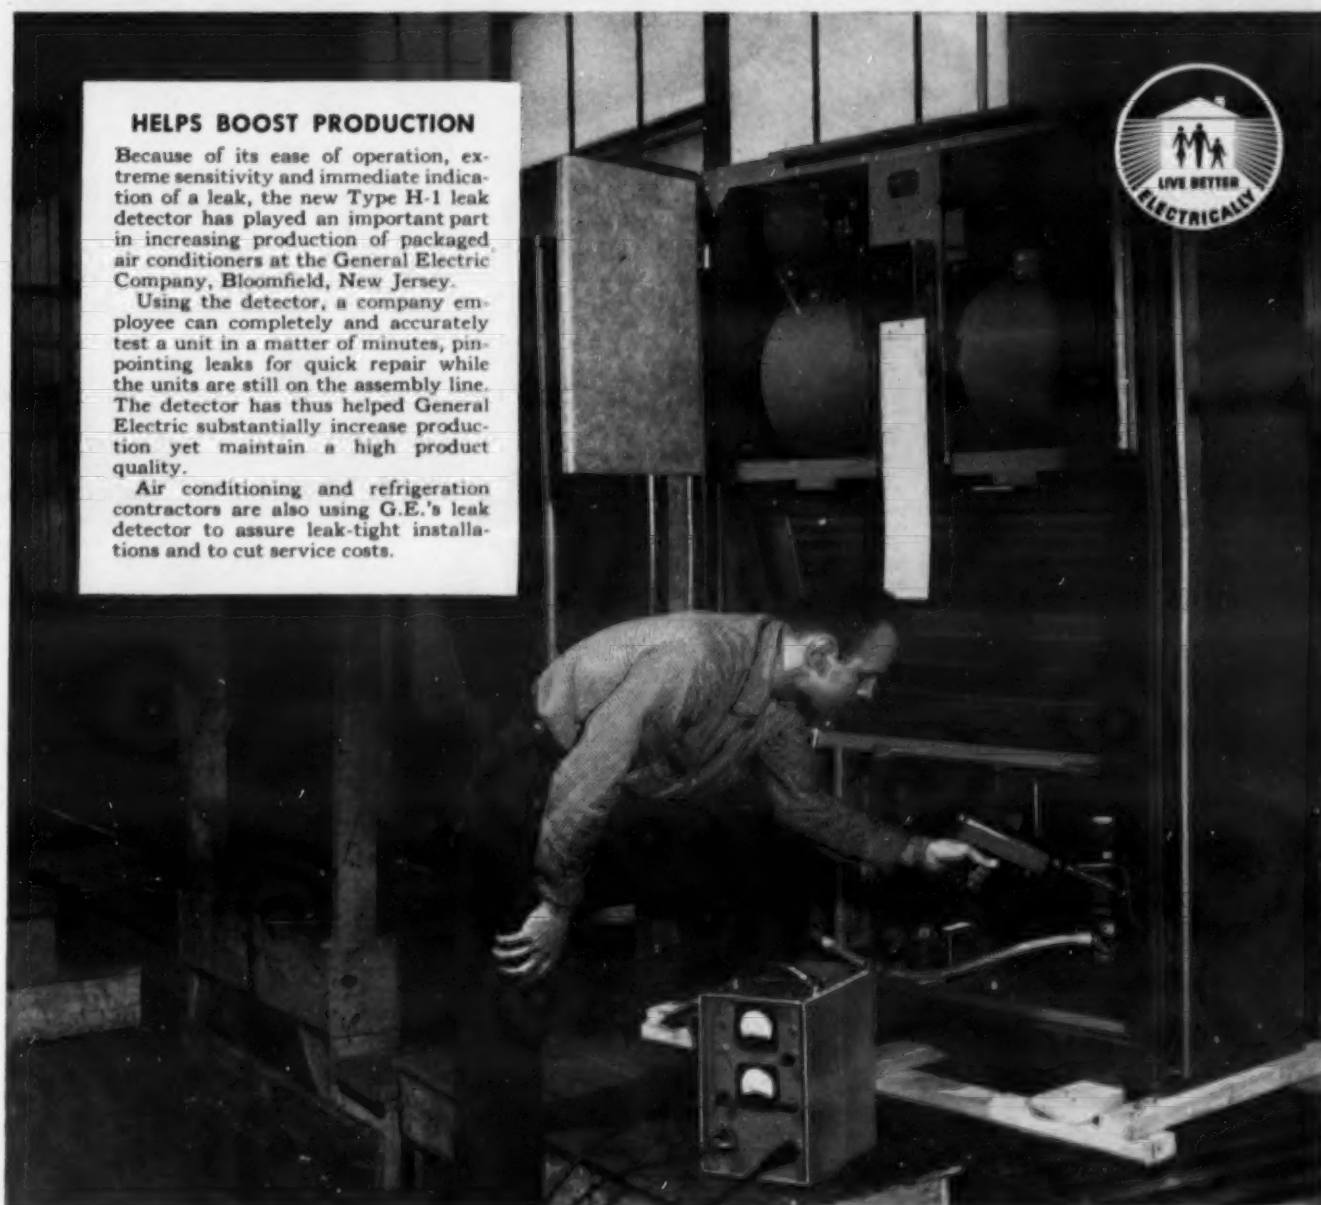 HELPS BOOST PRODUCTION
Because of its ease of operation, ex-
treme sensitivity and immediate indica-
tion of a leak, the new Type H-1 leak
detector has played an important part
in increasing production of packaged
air conditioners at the General Electric
Company, Bloomfield, New Jersey.
Using the detector, a company em-
ployee can completely and accurately
test a unit in a matter of minutes, pin-
pointing leaks for quick repair while
the units are still on the assembly line.
The detector has thus helped General
Electric substantially increase produc-
tion yet maintain a high product
quality.
Air conditioning and refrigeration
contractors are also using G.E.'s leak
detector to assure leak-tight installa-
tions and to cut service costs.
LIVE BETTER
ELECTRICALLY